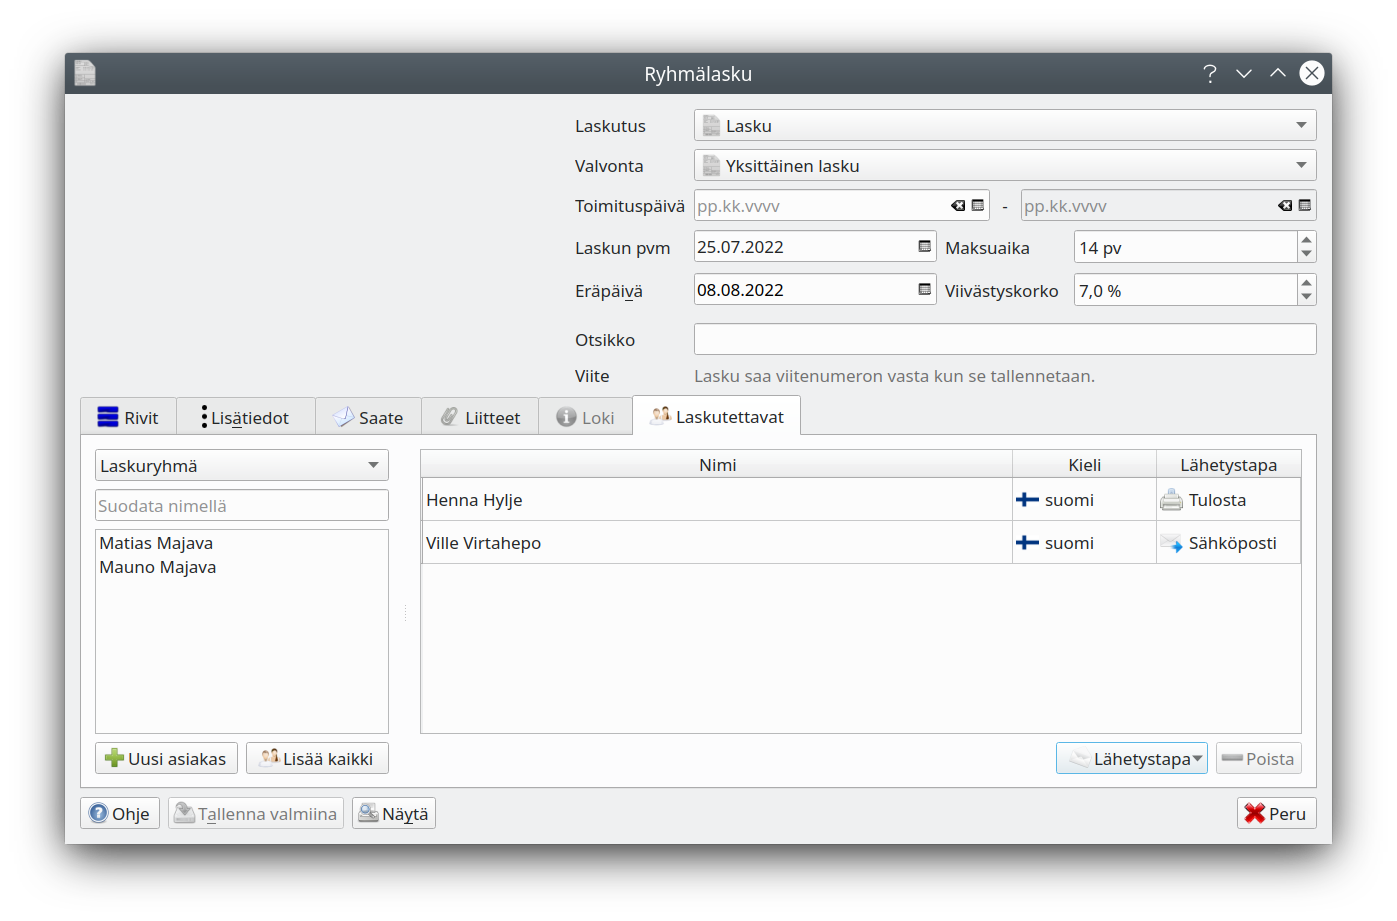 Ryhmälasku
Laskutus Lasku
Valvonta Yksittäinen lasku
Toimituspäivä pp.kk.vvvv - pp.kk.vvvv
Laskun pvm 25.07.2022 Maksuaika 14 pv
Eräpäivä 08.08.2022 Viivästyskorko 7,0 %
Otsikko
Viite Lasku saa viitenumeron vasta kun se tallennetaan.
Rivit Lisätiedot Saate Liitteet Loki Laskutettavat
Laskuryhmä
Suodata nimellä
Matias Majava
Mauno Majava
Nimi Kieli Lähetystapa
Henna Hylje suomi Tulosta
Ville Virtahepo suomi Sähköposti
Uusi asiakas Lisää kaikki Lähetystapa Poista
Ohje Tallenna valmiina Näytä Peru